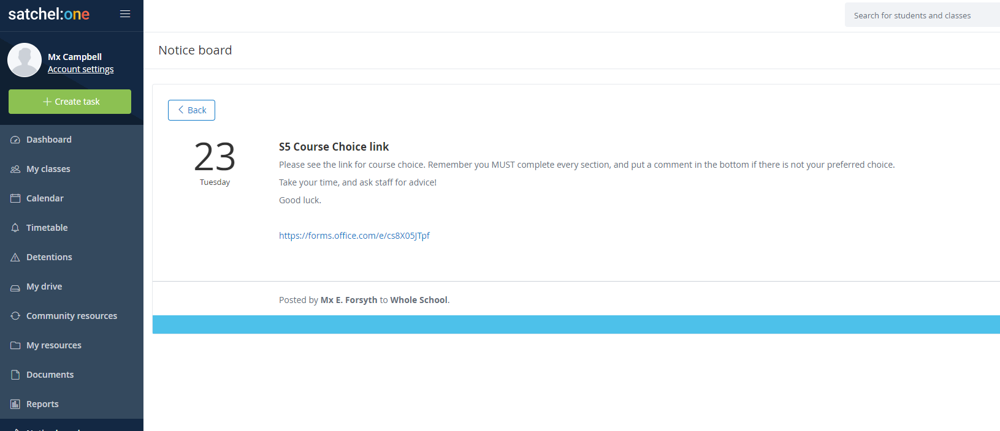 satchel:one
Search for students and classes
Mx Campbell
Account settings
Notice board
+ Create task
Back
Dashboard
My classes
Calendar
Timetable
Detentions
My drive
Community resources
My resources
Documents
Reports
23
Tuesday
S5 Course Choice link
Please see the link for course choice. Remember you MUST complete every section, and put a comment in the bottom if there is not your preferred choice.
Take your time, and ask staff for advice!
Good luck.
https://forms.office.com/e/cs8X05JTpf
Posted by Mx E. Forsyth to Whole School.